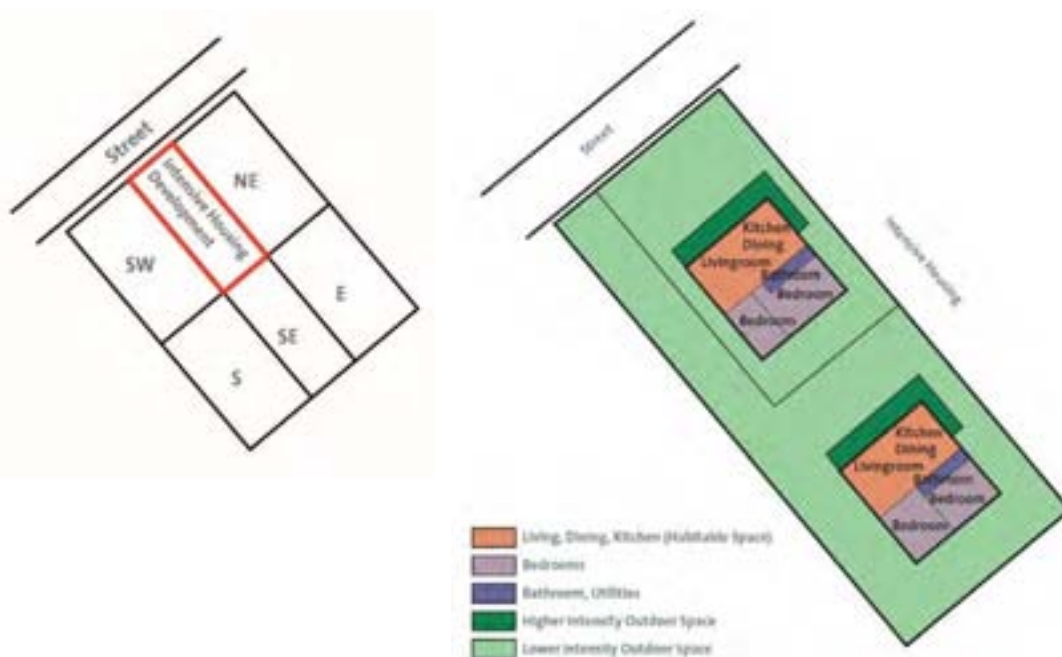 Street
Intensive Housing
Development
NE
SW
E
SE
S
Street
Intensive Housing
Kitchen
Dining
Livingroom
Bathroom
Bedroom
Bedroom
Kitchen
Dining
Livingroom
Bathroom
Bedroom
Bedroom
Living, Dining, Kitchen (Habitable Space)
Bedrooms
Bathroom, Utilities
Higher Intensity Outdoor Space
Lower Intensity Outdoor Space